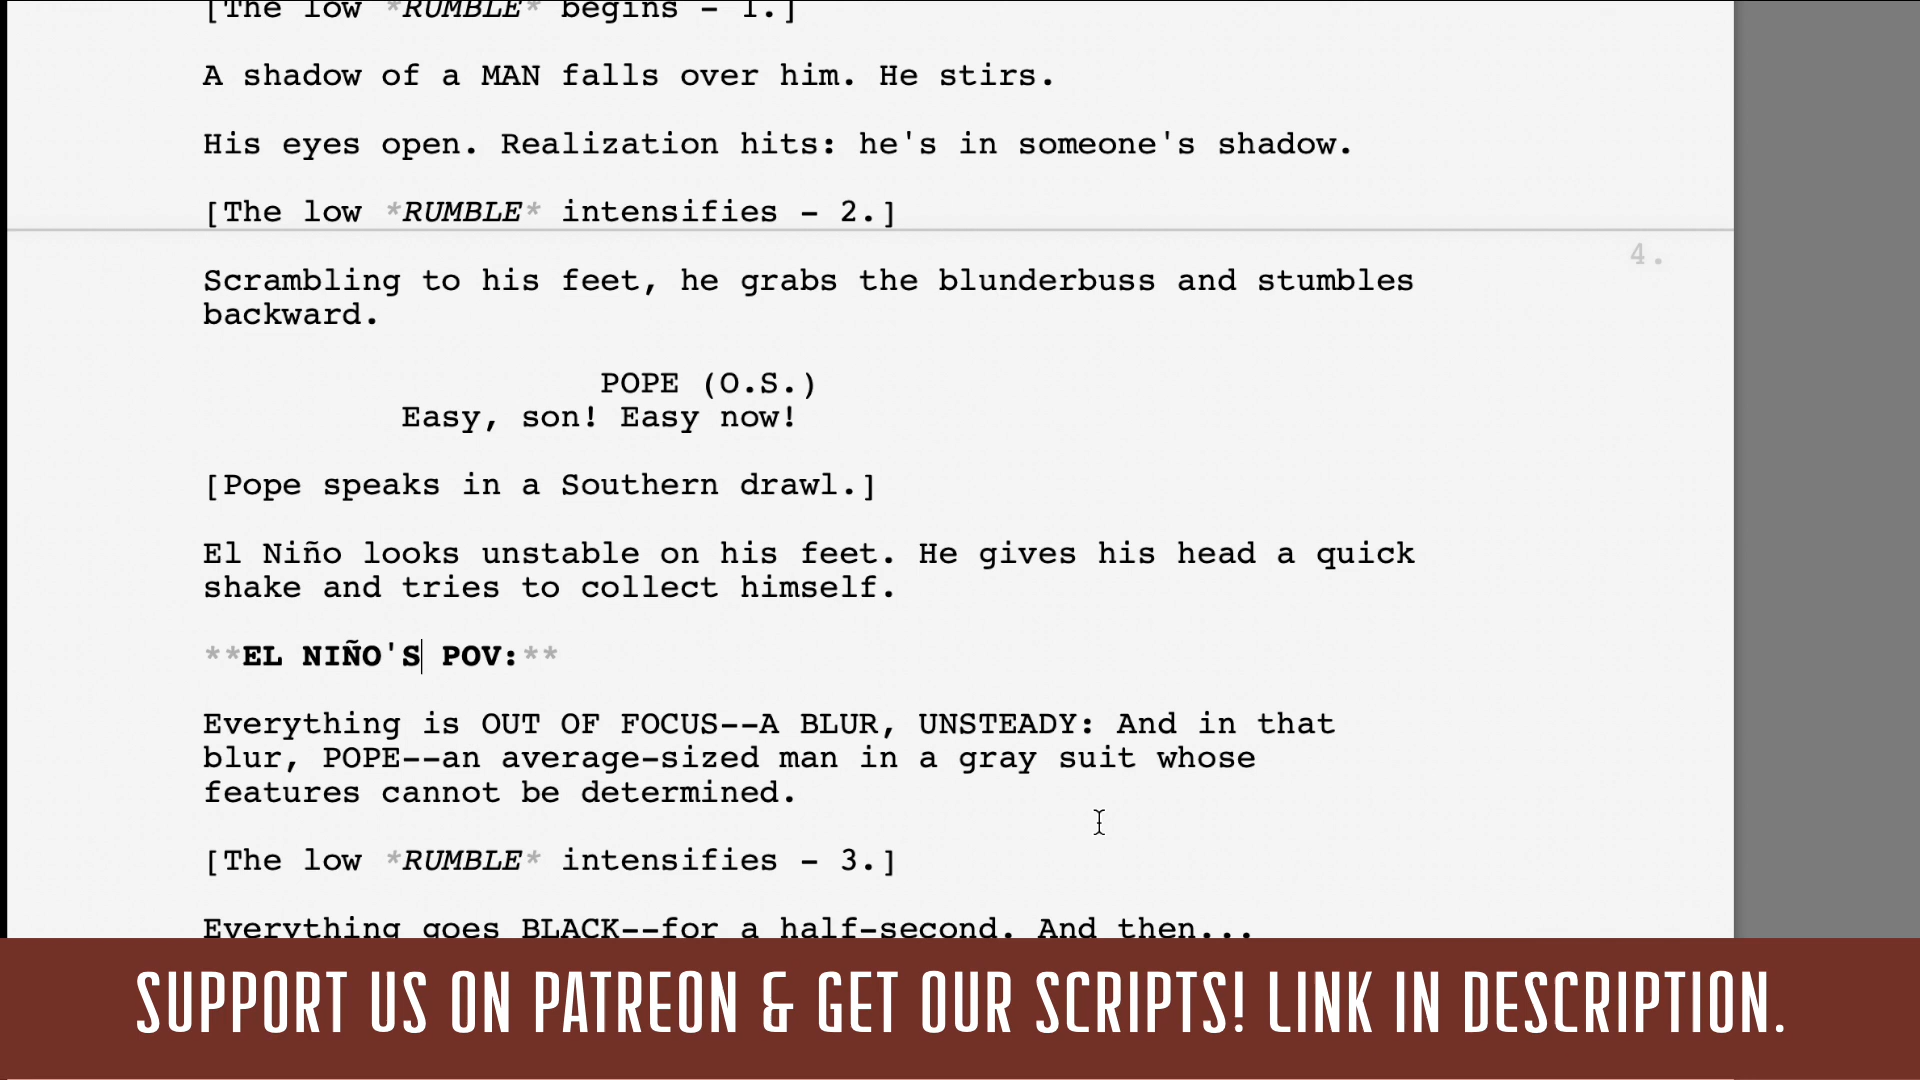 [The low *RUMBLE* begins - 1.]
A shadow of a MAN falls over him. He stirs.
His eyes open. Realization hits: he's in someone's shadow.
[The low *RUMBLE* intensifies - 2.]
4.
Scrambling to his feet, he grabs the blunderbuss and stumbles
backward.
POPE (O.S.)
Easy, son! Easy now!
[Pope speaks in a Southern drawl.]
El Niño looks unstable on his feet. He gives his head a quick
shake and tries to collect himself.
**EL NIÑO'S POV:**
Everything is OUT OF FOCUS--A BLUR, UNSTEADY: And in that
blur, POPE--an average-sized man in a gray suit whose
features cannot be determined.
[The low *RUMBLE* intensifies - 3.]
Everything goes BLACK--for a half-second. And then...
SUPPORT US ON PATREON & GET OUR SCRIPTS! LINK IN DESCRIPTION.